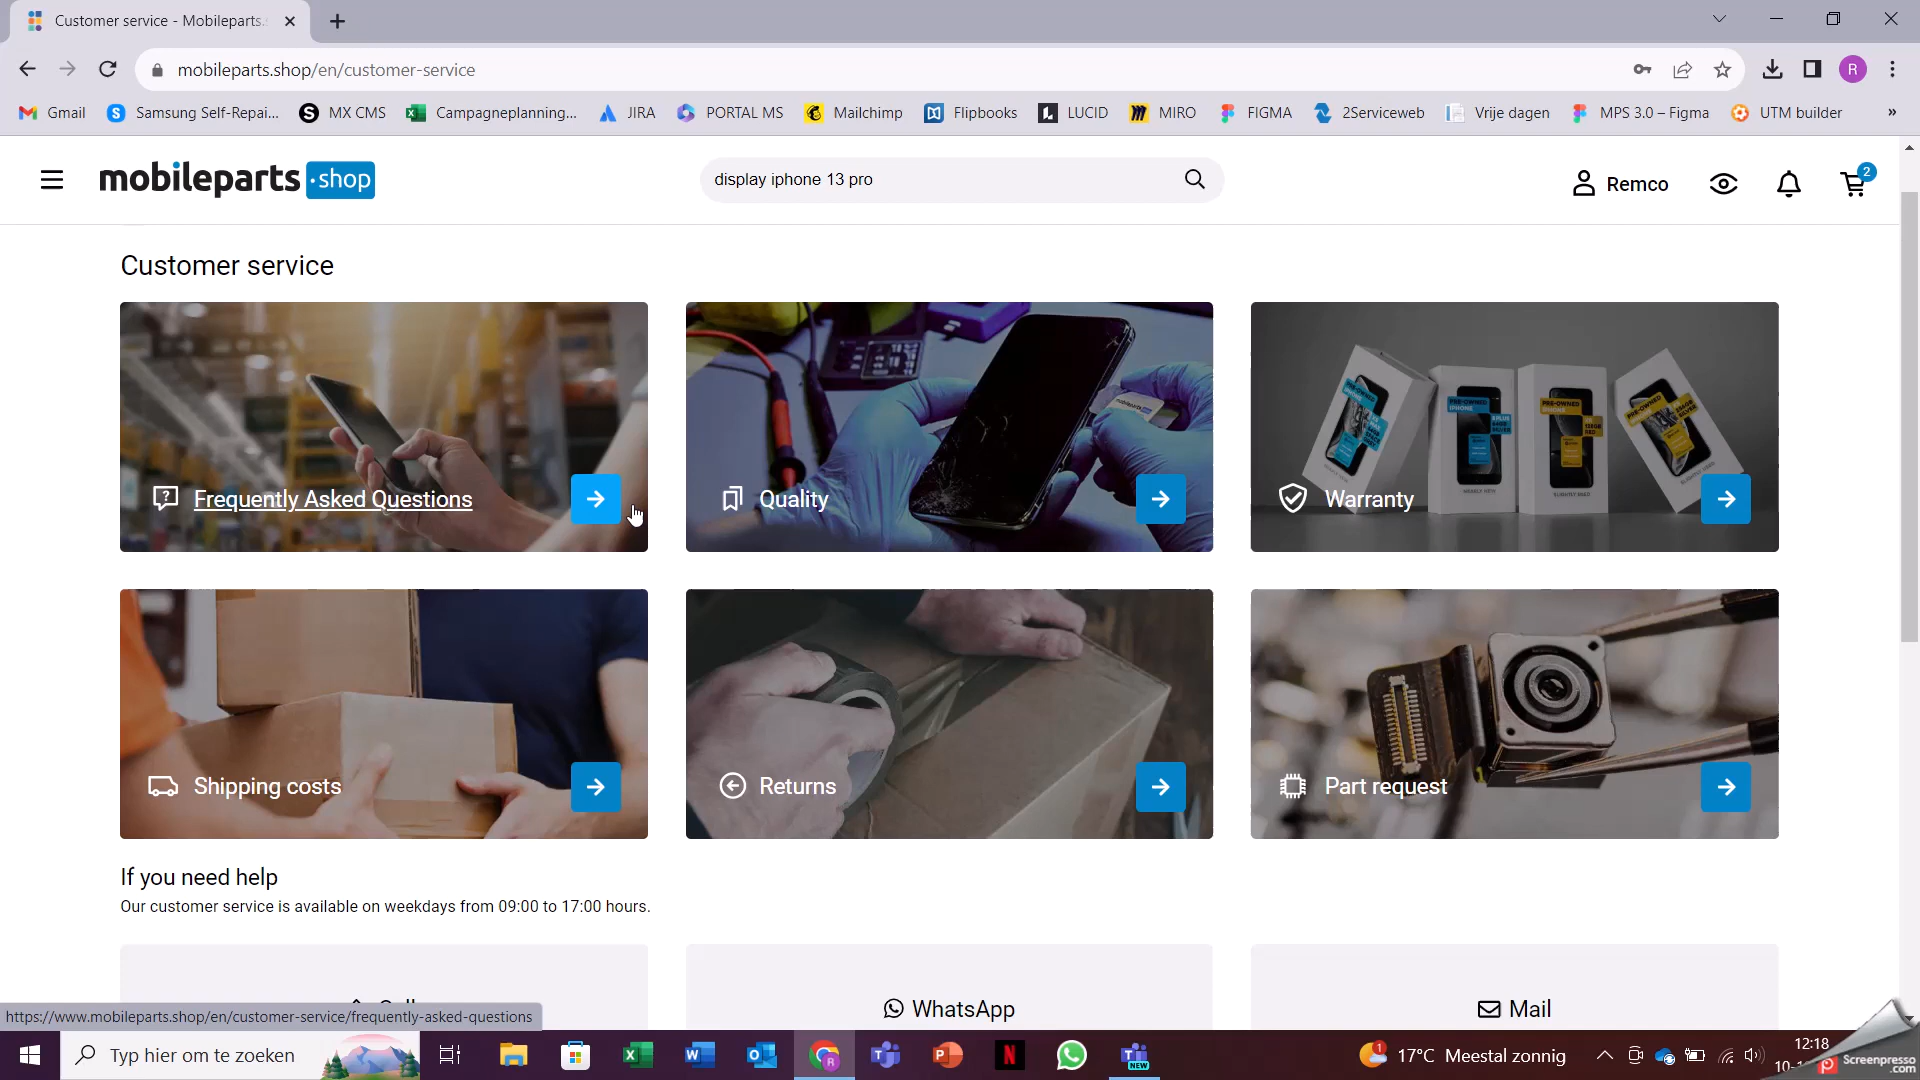 Customer service - Mobileparts.
mobileparts.shop/en/customer-service
R
Gmail
Samsung Self-Repai...
MX CMS
Campagneplanning...
JIRA
PORTAL MS
Mailchimp
Flipbooks
LUCID
MIRO
FIGMA
2Serviceweb
Vrije dagen
MPS 3.0 – Figma
UTM builder
»
mobileparts ·shop
display iphone 13 pro
Remco
2
Customer service
Frequently Asked Questions
Quality
Warranty
Shipping costs
Returns
Part request
If you need help
Our customer service is available on weekdays from 09:00 to 17:00 hours.
WhatsApp
Mail
https://www.mobileparts.shop/en/customer-service/frequently-asked-questions
Typ hier om te zoeken
NEW
1
17°C Meestal zonnig
12:18
Screenpresso
.com